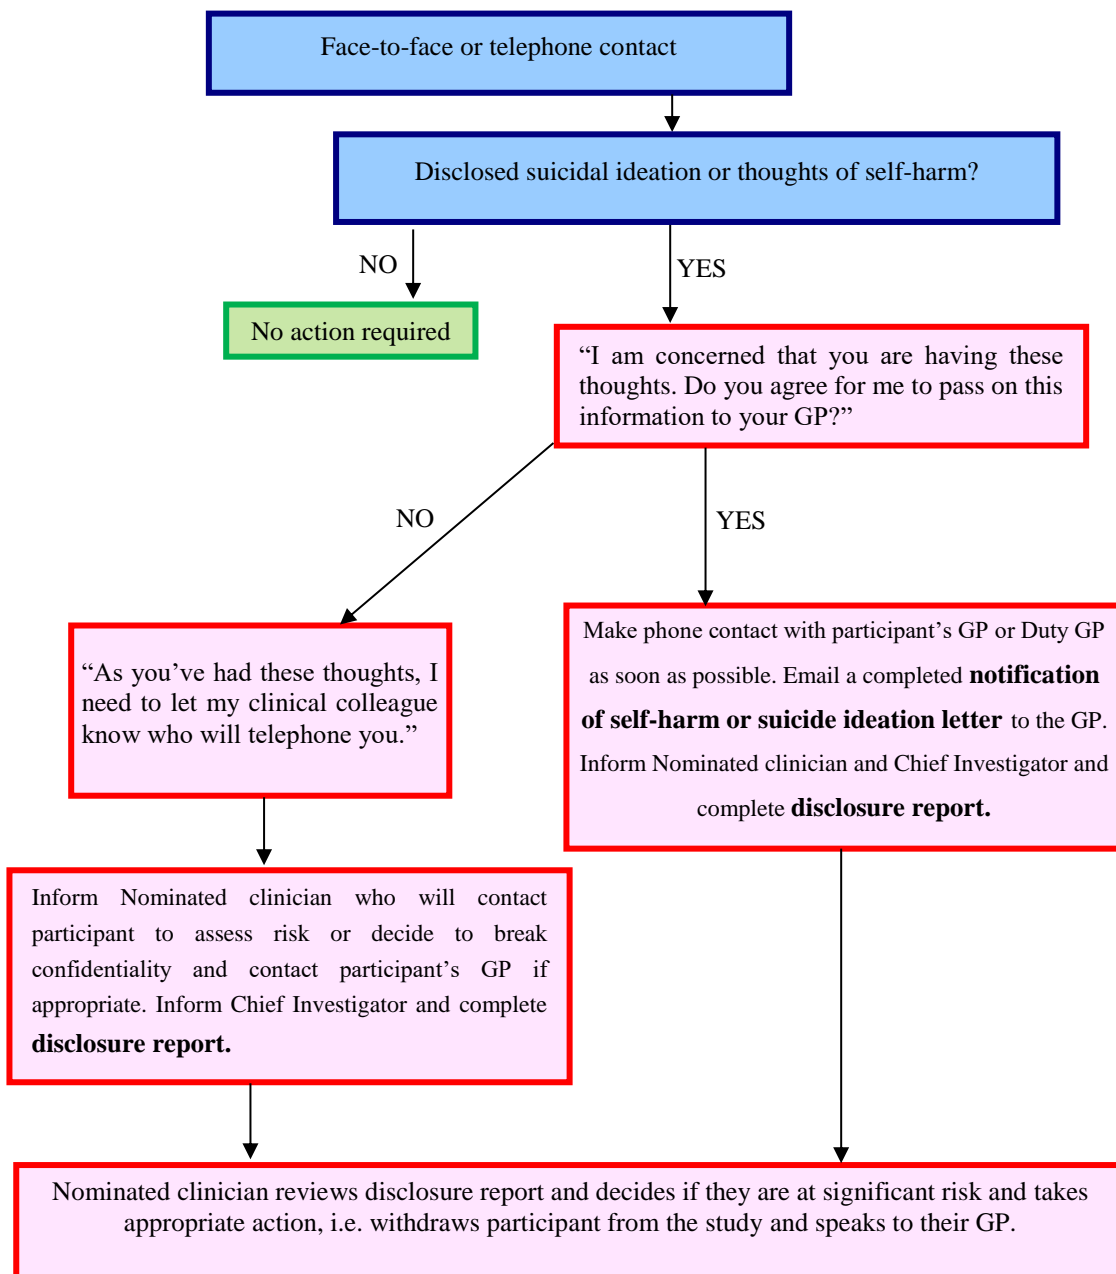 Face-to-face or telephone contact
Disclosed suicidal ideation or thoughts of self-harm?
NO
YES
No action required
“I am concerned that you are having these
thoughts. Do you agree for me to pass on this
information to your GP?”
NO
YES
“As you’ve had these thoughts, I
need to let my clinical colleague
know who will telephone you.”
Make phone contact with participant’s GP or Duty GP
as soon as possible. Email a completed notification
of self-harm or suicide ideation letter to the GP.
Inform Nominated clinician and Chief Investigator and
complete disclosure report.
Inform Nominated clinician who will contact
participant to assess risk or decide to break
confidentiality and contact participant’s GP if
appropriate. Inform Chief Investigator and complete
disclosure report.
Nominated clinician reviews disclosure report and decides if they are at significant risk and takes
appropriate action, i.e. withdraws participant from the study and speaks to their GP.